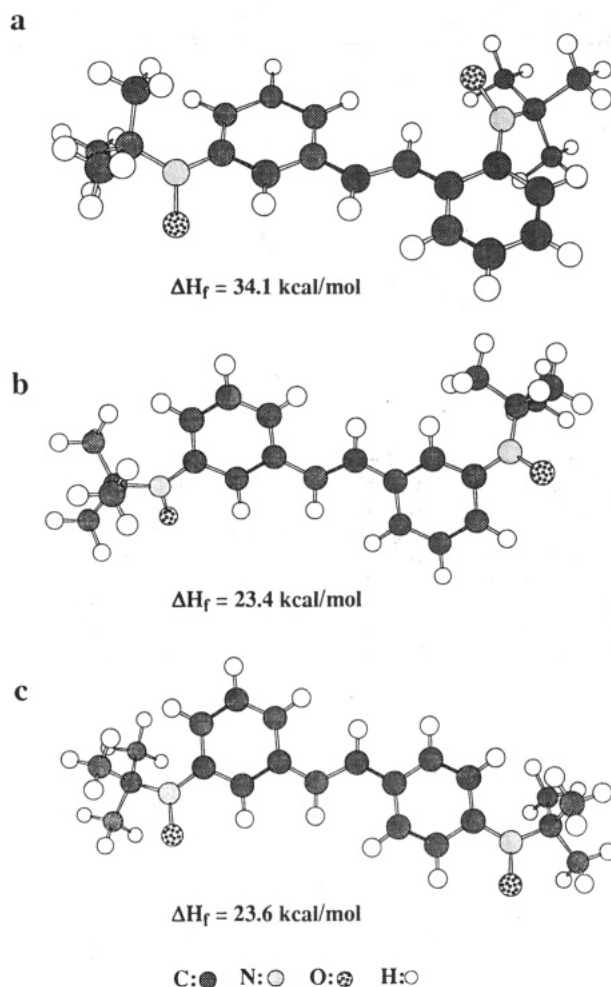 a
ΔHf = 34.1 kcal/mol
b
ΔHf = 23.4 kcal/mol
c
ΔHf = 23.6 kcal/mol
C: N: O: H: